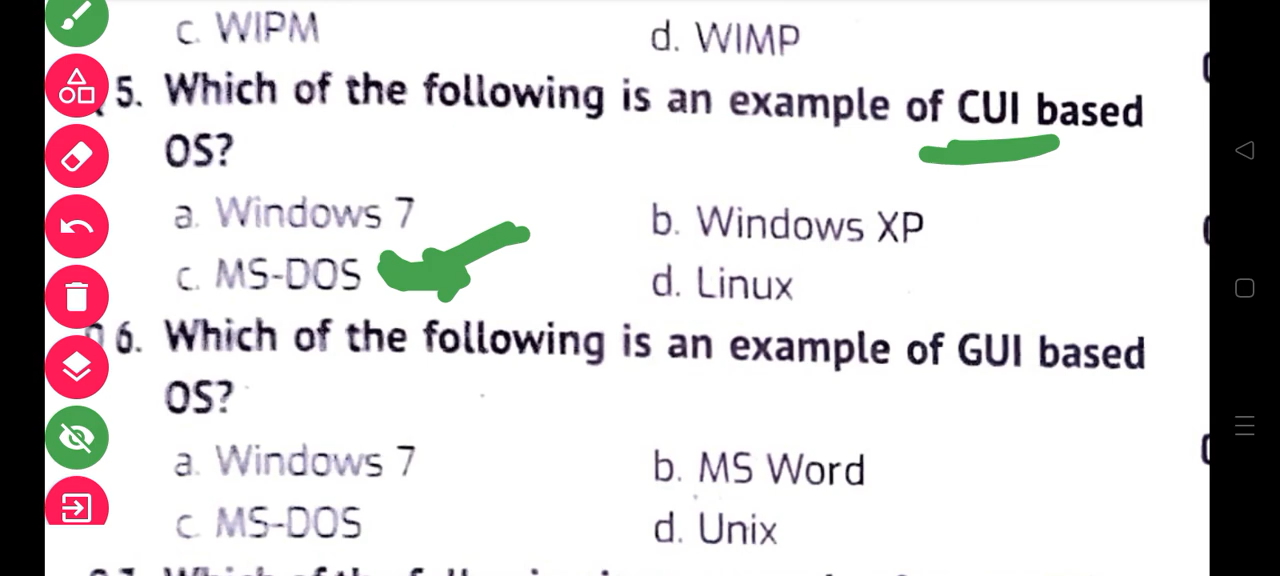 c. WIPM
d. WIMP
5. Which of the following is an example of CUI based
OS?
a. Windows 7
b. Windows XP
c. MS-DOS
d. Linux
6. Which of the following is an example of GUI based
OS?
a. Windows 7
b. MS Word
c. MS-DOS
d. Unix